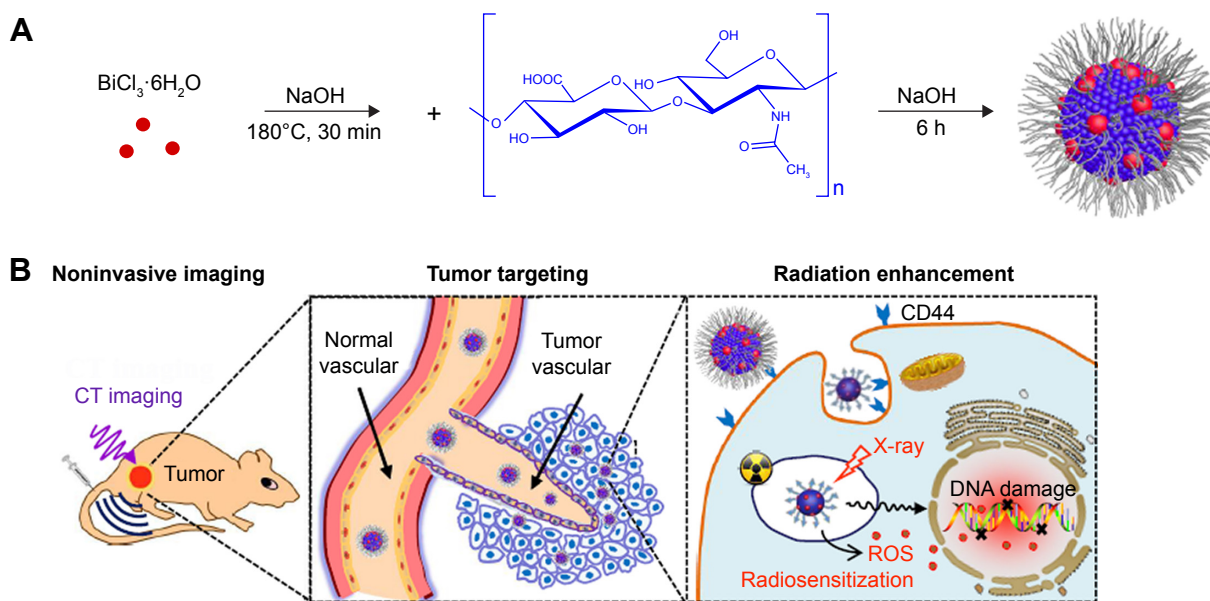 A
BiCl₃·6H₂O
NaOH
180°C, 30 min
+
HOOC
O
HO
OH
O
OH
HO
O
O
NH
O
CH₃
n
NaOH
6 h
B
Noninvasive imaging
Tumor targeting
Radiation enhancement
CT imaging
Tumor
Normal
vascular
Tumor
vascular
CD44
X-ray
DNA damage
ROS
Radiosensitization